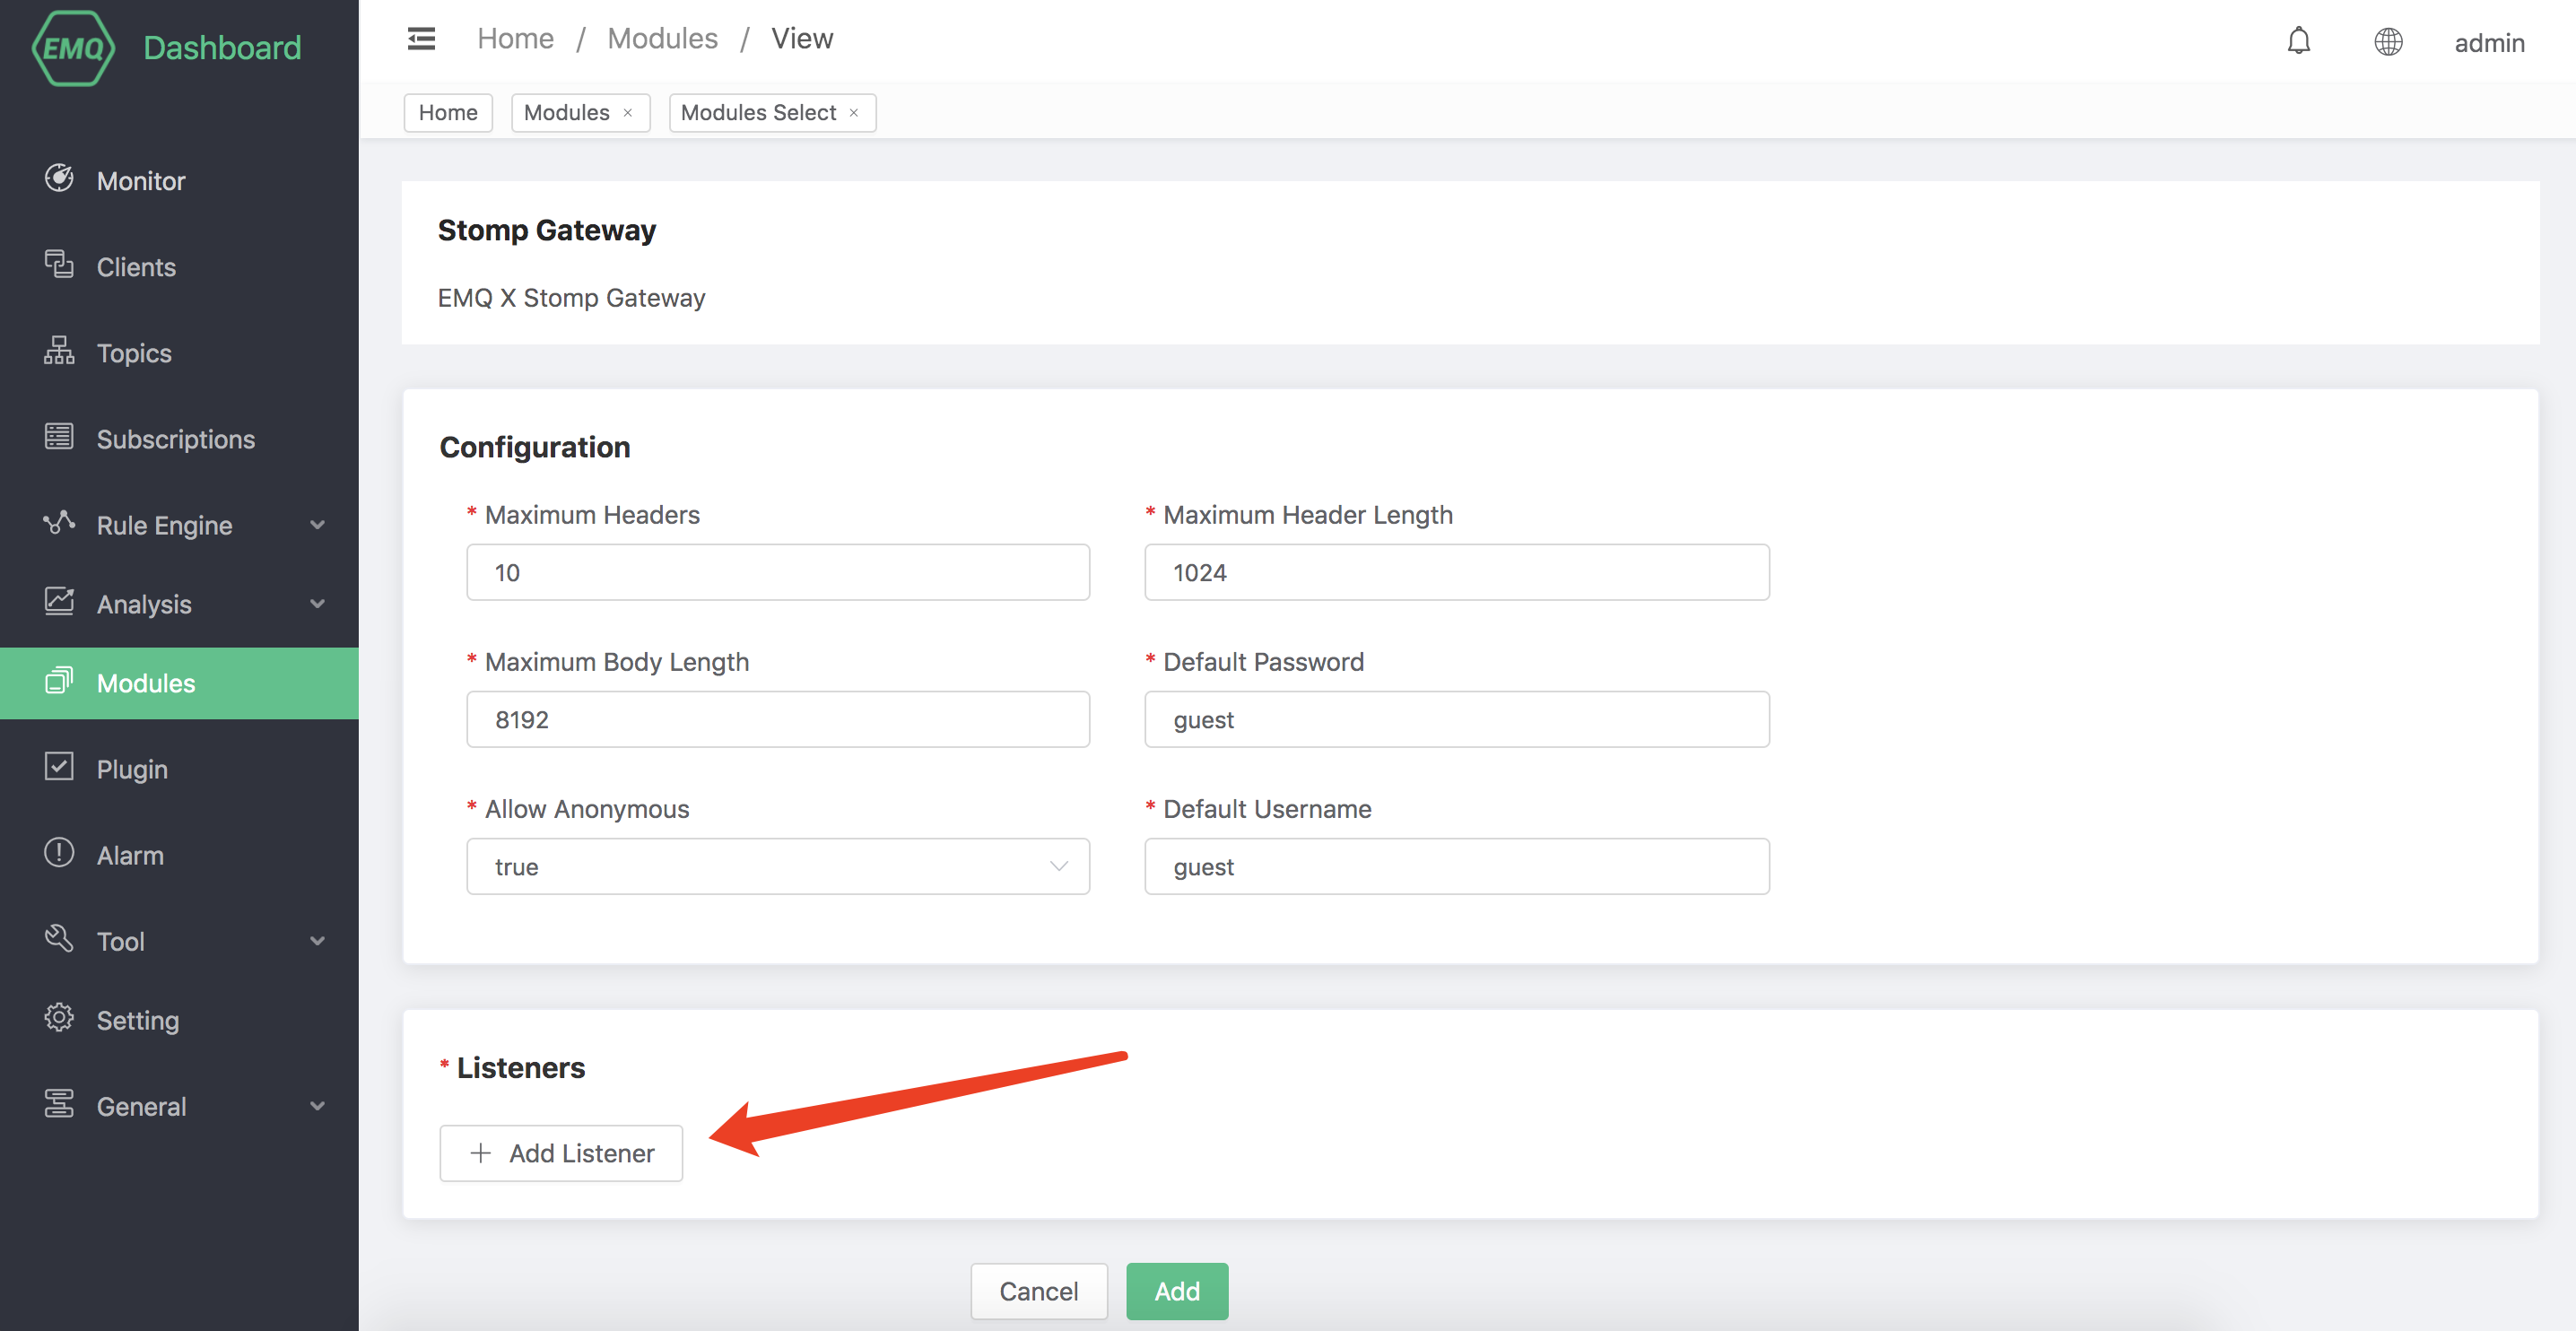 EMQ Dashboard
Home / Modules / View
admin
Home
Modules ×
Modules Select ×
Monitor
Clients
Topics
Subscriptions
Rule Engine
Analysis
Modules
Plugin
Alarm
Tool
Setting
General
Stomp Gateway
EMQ X Stomp Gateway
Configuration
* Maximum Headers
10
* Maximum Header Length
1024
* Maximum Body Length
8192
* Default Password
guest
* Allow Anonymous
true
* Default Username
guest
* Listeners
+ Add Listener
Cancel
Add